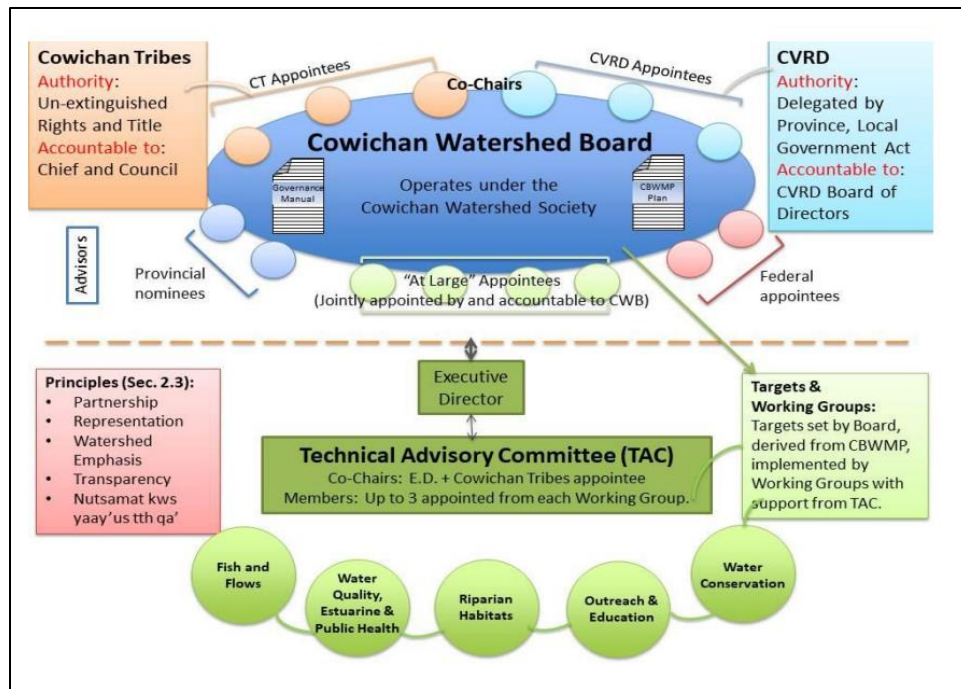 Cowichan Tribes
Authority:
Un-extinguished
Rights and Title
Accountable to:
Chief and Council
CT Appointees
Co-Chairs
CVRD Appointees
CVRD
Authority:
Delegated by
Province, Local
Government Act
Accountable to:
CVRD Board of
Directors
Cowichan Watershed Board
Governance
Manual
Operates under the
Cowichan Watershed Society
CBWMP
Plan
Advisors
Provincial
nominees
"At Large" Appointees
(Jointly appointed by and accountable to CWB)
Federal
appointees
Executive
Director
Principles (Sec. 2.3):
• Partnership
• Representation
• Watershed
Emphasis
• Transparency
• Nutsamat kws
yaay'us tth qa'
Technical Advisory Committee (TAC)
Co-Chairs: E.D. + Cowichan Tribes appointee
Members: Up to 3 appointed from each Working Group.
Targets &
Working Groups:
Targets set by Board,
derived from CBWMP,
implemented by
Working Groups with
support from TAC.
Fish and
Flows
Water
Quality,
Estuarine &
Public Health
Riparian
Habitats
Outreach &
Education
Water
Conservation